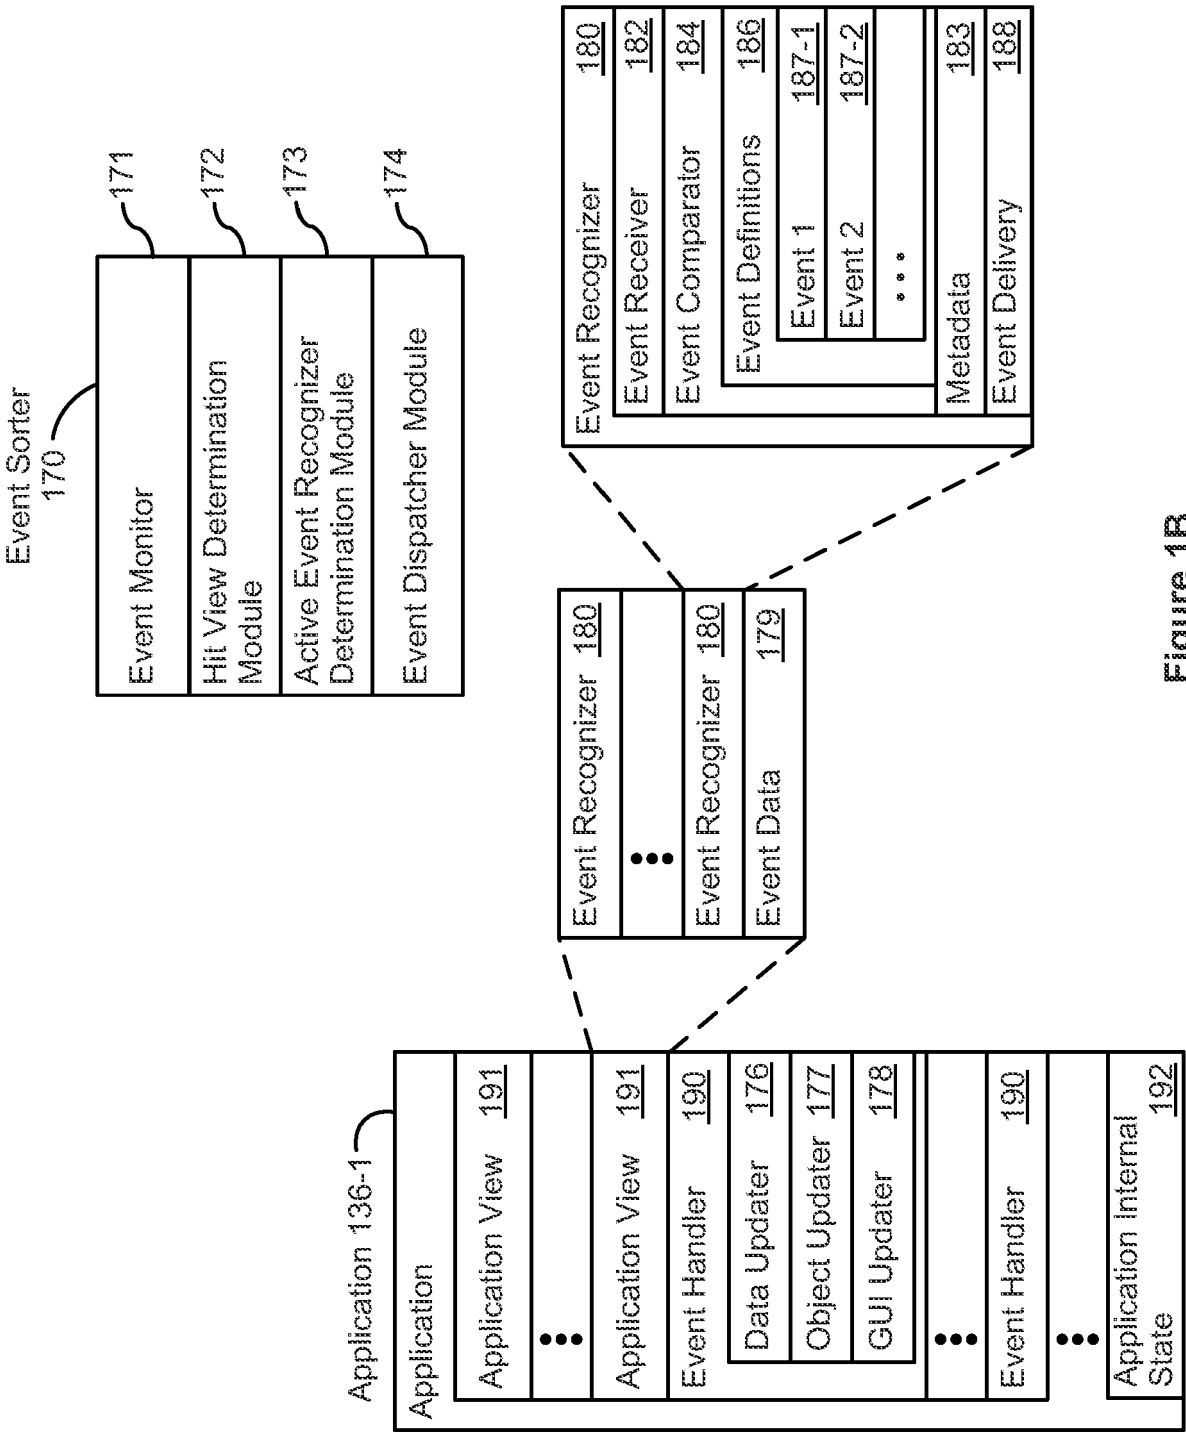 Event Sorter
170
Event Monitor
171
Hit View Determination
Module
172
Active Event Recognizer
Determination Module
173
Event Dispatcher Module
174
Application 136-1
Application
Application View 191
•••
Application View 191
Event Handler 190
Data Updater 176
Object Updater 177
GUI Updater 178
•••
Event Handler 190
•••
Application Internal
State 192
Event Recognizer 180
•••
Event Recognizer 180
Event Data 179
Event Recognizer 180
Event Receiver 182
Event Comparator 184
Event Definitions 186
Event 1 187-1
Event 2 187-2
•••
Metadata 183
Event Delivery 188
Figure 1B